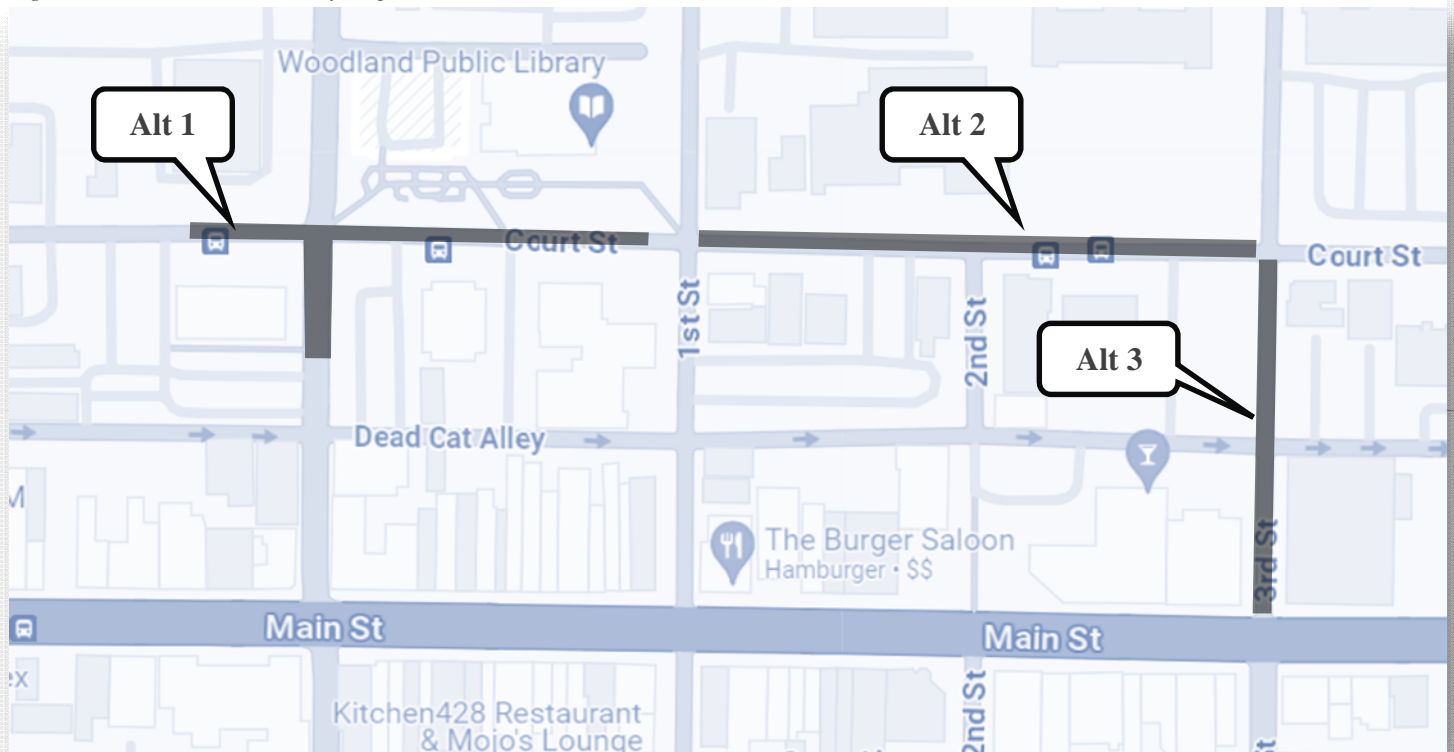 Woodland Public Library
Alt 1
Alt 2
Court St
Court St
1st St
2nd St
Alt 3
Dead Cat Alley
The Burger Saloon
Hamburger • $$
3rd St
Main St
Main St
Kitchen428 Restaurant
& Mojo's Lounge
2nd St